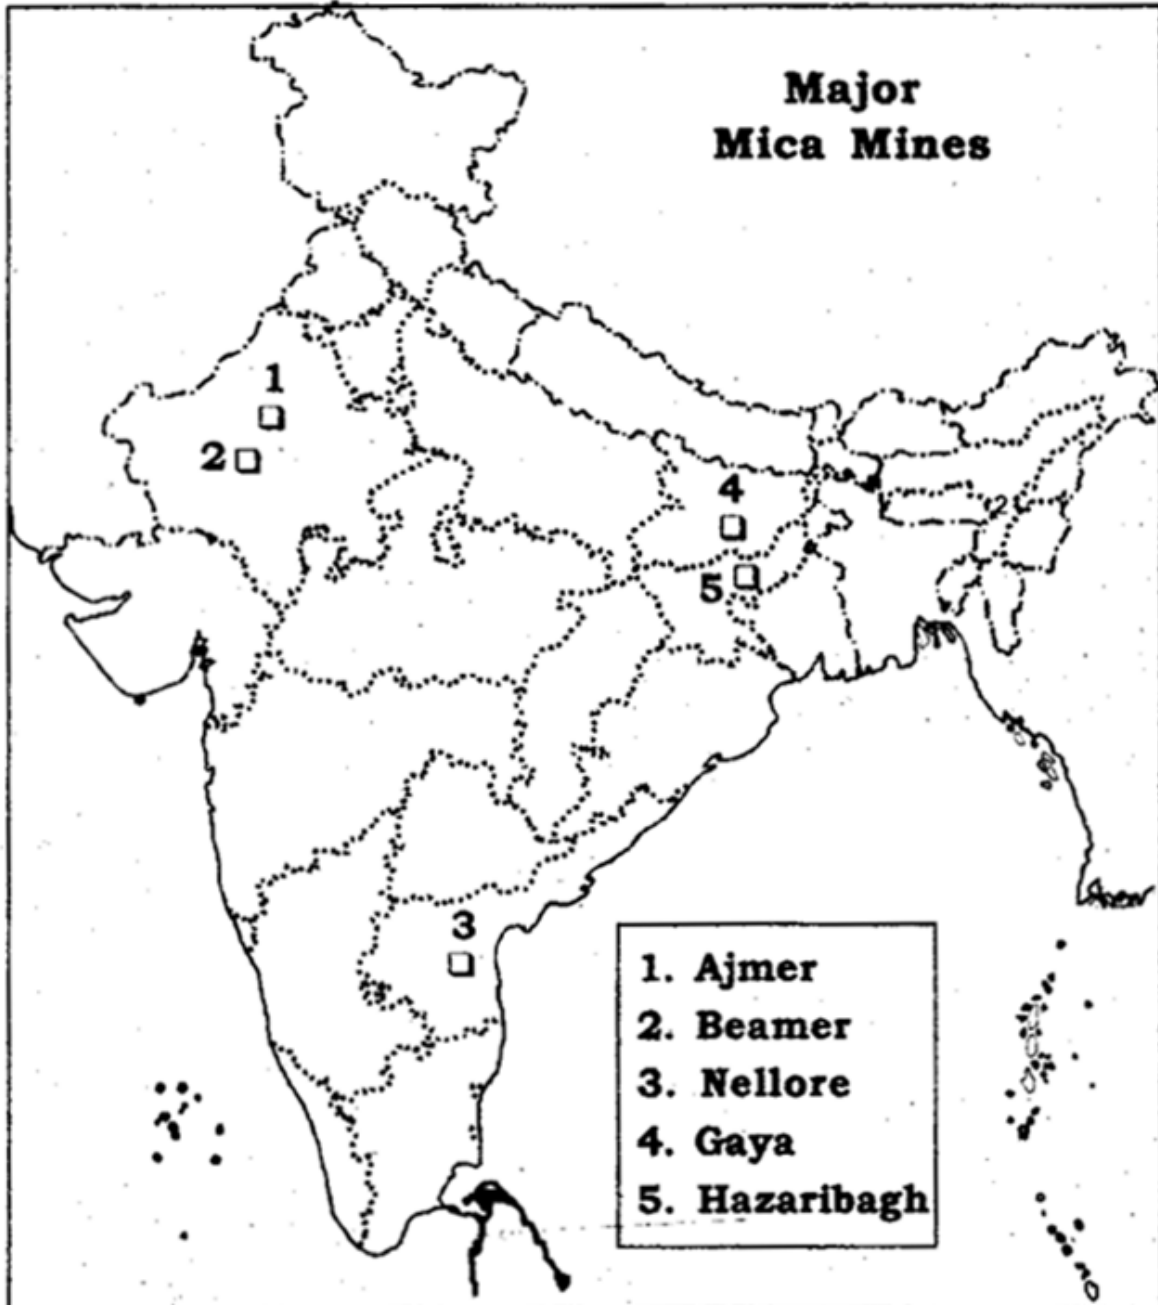 Major
Mica Mines
1
2
4
5
3
1. Ajmer
2. Beamer
3. Nellore
4. Gaya
5. Hazaribagh